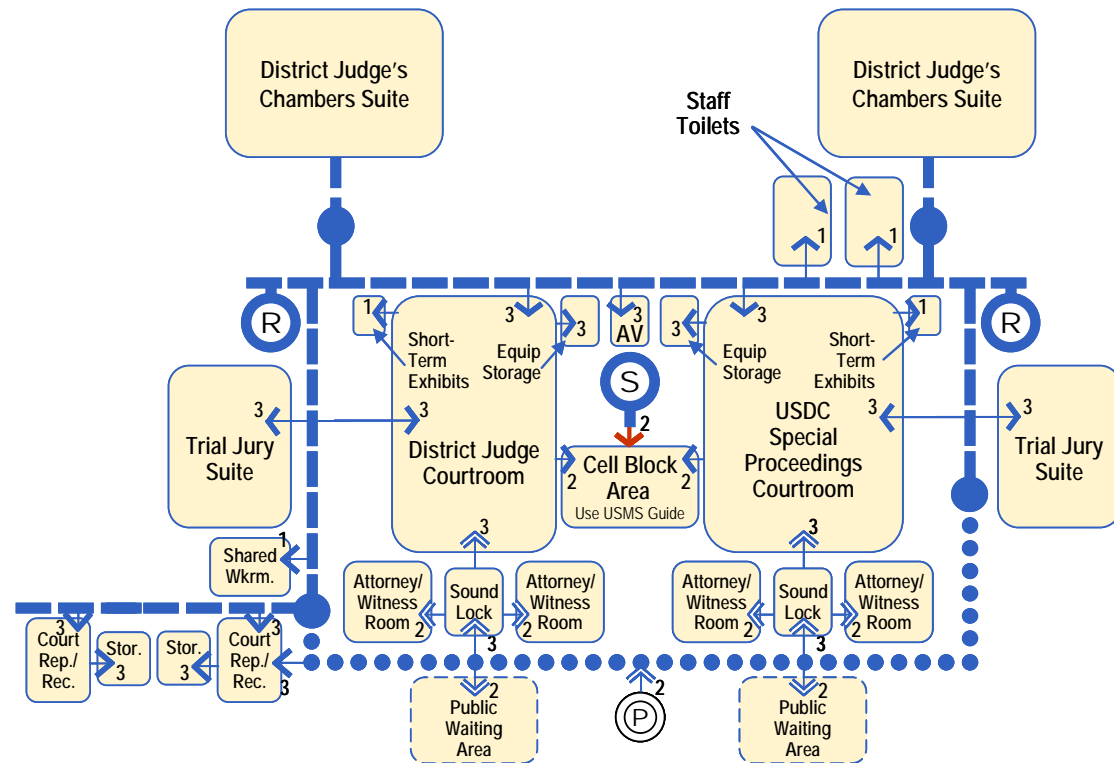 District Judge's
Chambers Suite
District Judge's
Chambers Suite
Staff
Toilets
1
1
R
R
1
3
3
3
AV
3
3
1
Short-
Term
Exhibits
Equip
Storage
Equip
Storage
Short-
Term
Exhibits
S
2
3
3
3
3
Trial Jury
Suite
District Judge
Courtroom
USDC
Special
Proceedings
Courtroom
Trial Jury
Suite
2
Cell Block
Area
2
Use USMS Guide
3
3
1
Shared
Wkrm.
Attorney/
Witness
Room
2
Sound
Lock
Attorney/
Witness
Room
2
Attorney/
Witness
Room
2
Sound
Lock
Attorney/
Witness
Room
2
3
3
3
Court
Rep./
Rec.
Stor.
3
Stor.
3
3
Court
Rep./
Rec.
3
2
2
2
Public
Waiting
Area
P
Public
Waiting
Area